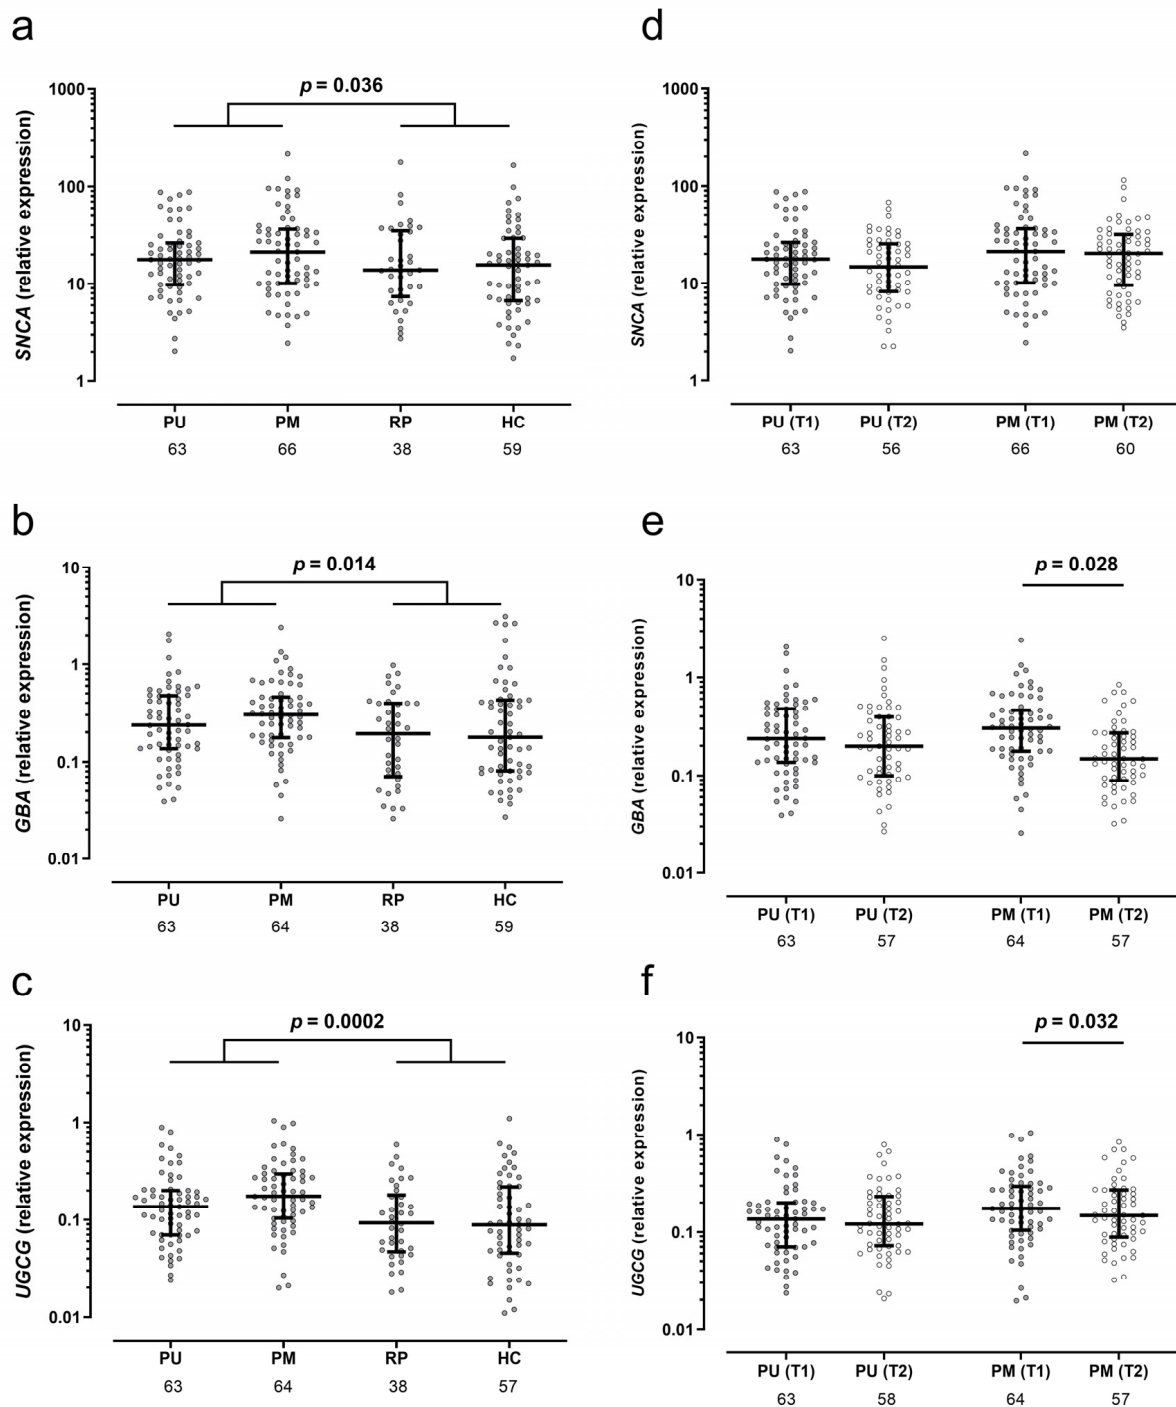 a
p = 0.036
SNCA (relative expression)
1000
100
10
1
PU PM RP HC
63 66 38 59
d
SNCA (relative expression)
1000
100
10
1
PU (T1) PU (T2) PM (T1) PM (T2)
63 56 66 60
b
p = 0.014
GBA (relative expression)
10
1
0.1
0.01
PU PM RP HC
63 64 38 59
e
p = 0.028
GBA (relative expression)
10
1
0.1
0.01
PU (T1) PU (T2) PM (T1) PM (T2)
63 57 64 57
c
p = 0.0002
UGCG (relative expression)
10
1
0.1
0.01
PU PM RP HC
63 64 38 57
f
p = 0.032
UGCG (relative expression)
10
1
0.1
0.01
PU (T1) PU (T2) PM (T1) PM (T2)
63 58 64 57